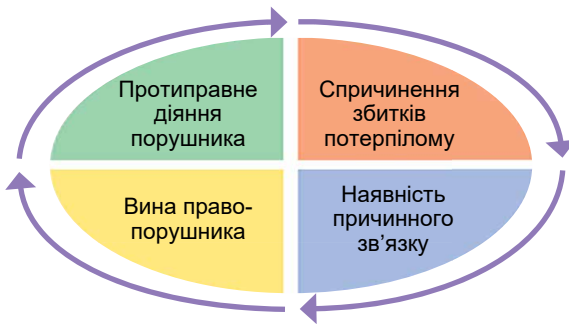 Протиправне
діяння
порушника
Спричинення
збитків
потерпілому
Вина право-
порушника
Наявність
причинного
зв’язку